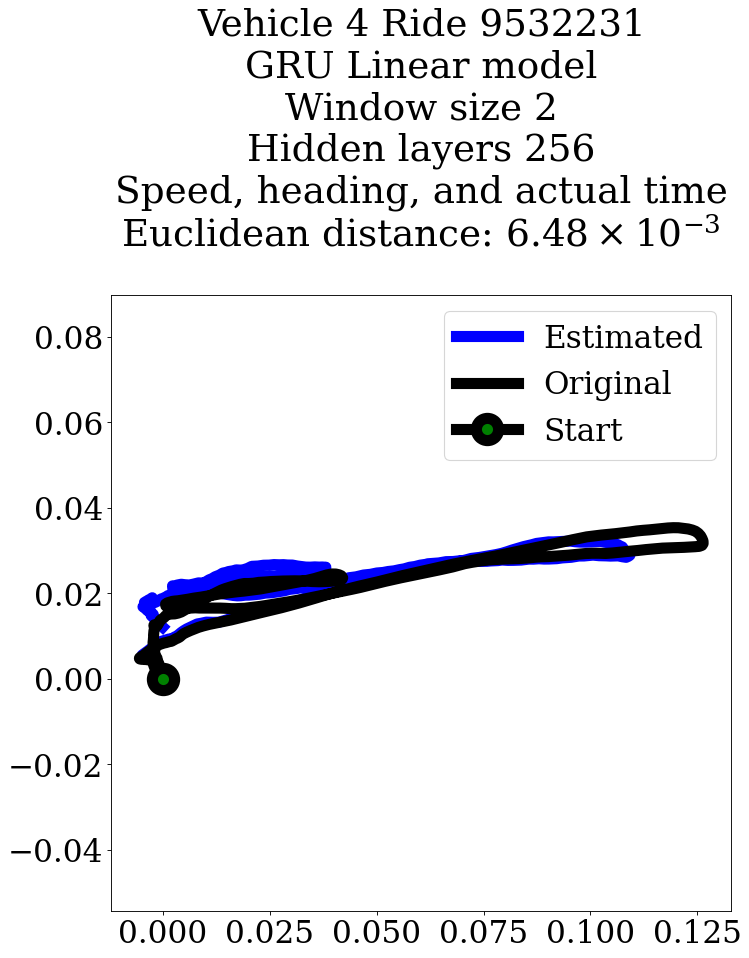 Vehicle 4 Ride 9532231
GRU Linear model
Window size 2
Hidden layers 256
Speed, heading, and actual time
Euclidean distance: 6.48 × 10⁻³
Estimated
Original
Start
0.08
0.06
0.04
0.02
0.00
−0.02
−0.04
0.000 0.025 0.050 0.075 0.100 0.125